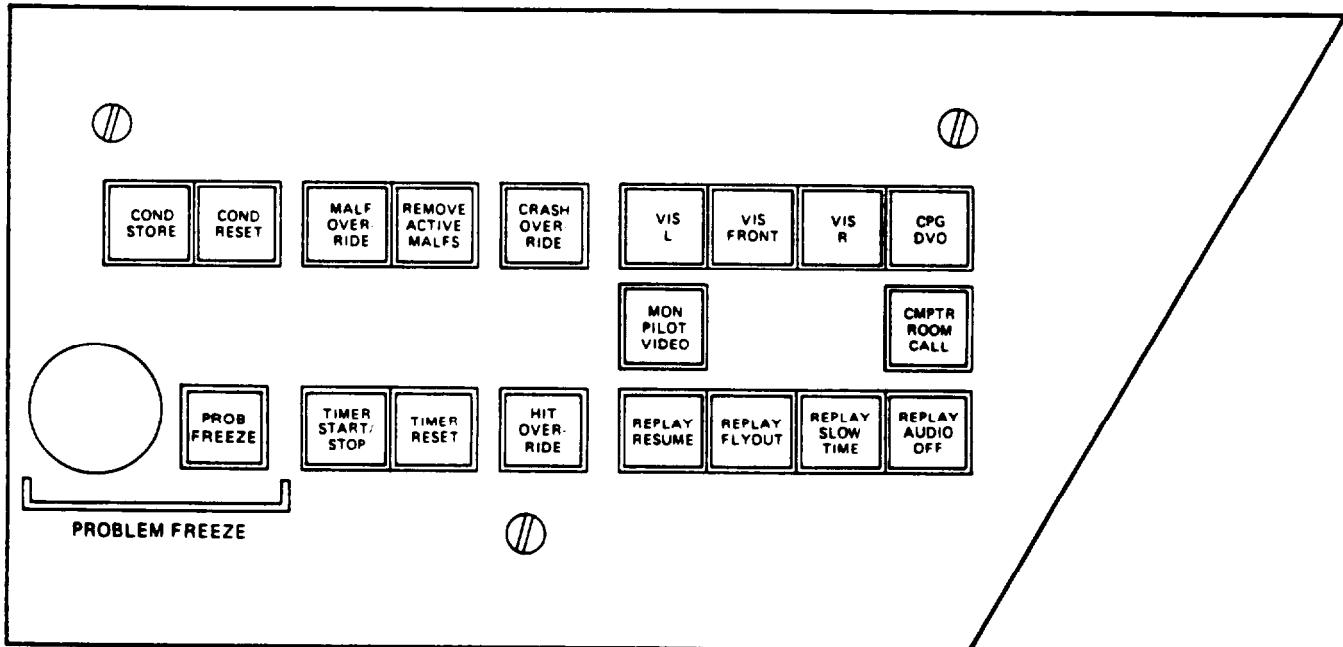 COND
STORE
COND
RESET
MALF
OVER-
RIDE
REMOVE
ACTIVE
MALFS
CRASH
OVER-
RIDE
VIS
L
VIS
FRONT
VIS
R
CPG
DVO
MON
PILOT
VIDEO
CMPTR
ROOM
CALL
PROB
FREEZE
TIMER
START/
STOP
TIMER
RESET
HIT
OVER-
RIDE
REPLAY
RESUME
REPLAY
FLYOUT
REPLAY
SLOW
TIME
REPLAY
AUDIO
OFF
PROBLEM FREEZE